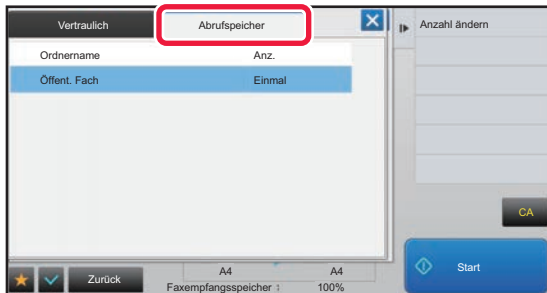 Vertraulich
Abrufspeicher
Anzahl ändern
Ordnername Anz.
Öffent. Fach Einmal
CA
Start
Zurück
A4 A4
Faxempfangsspeicher : 100%